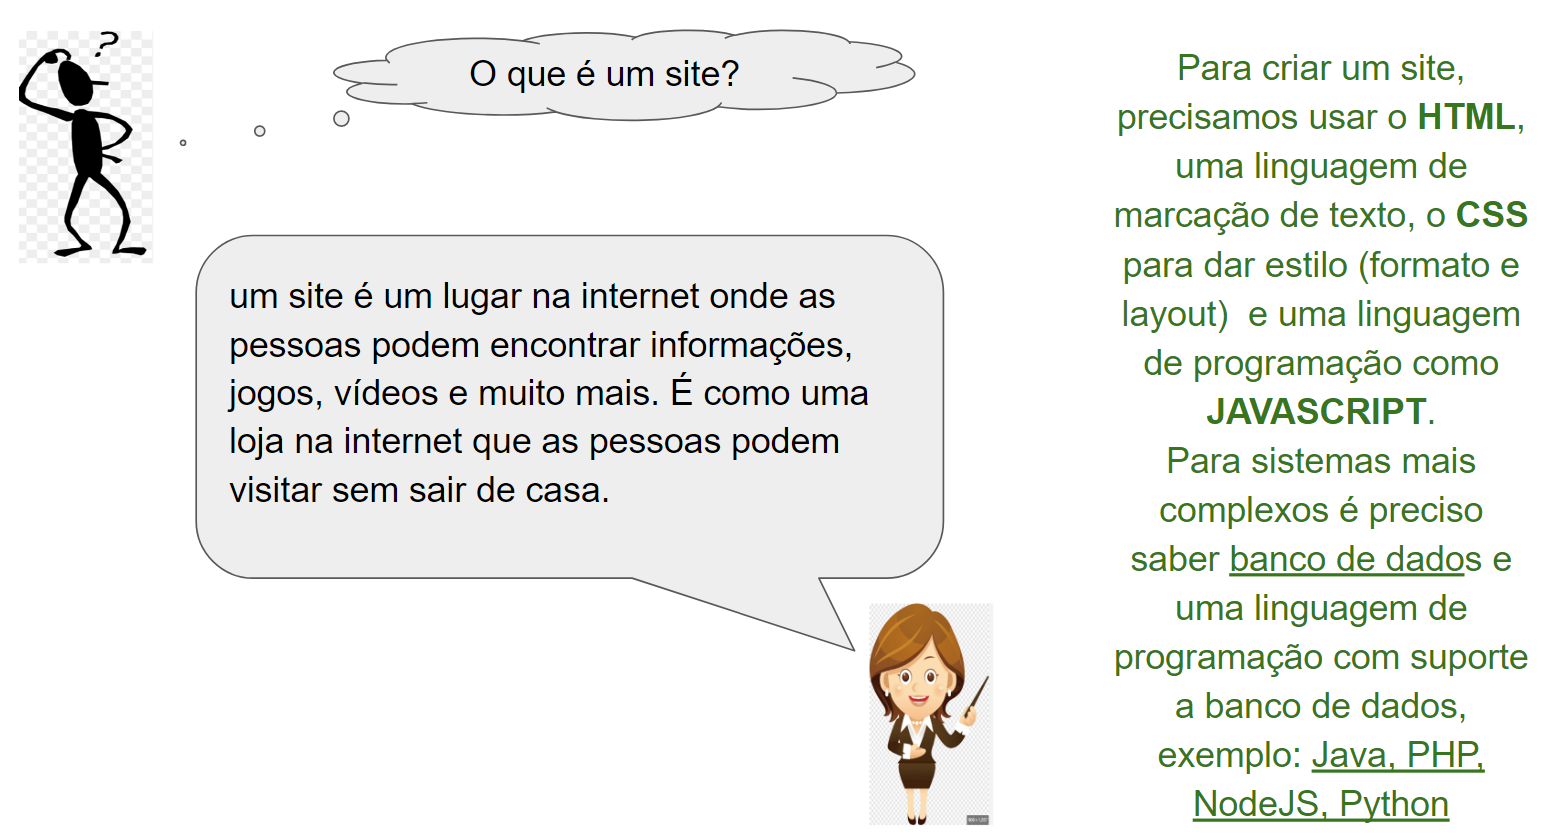 O que é um site?
um site é um lugar na internet onde as
pessoas podem encontrar informações,
jogos, vídeos e muito mais. É como uma
loja na internet que as pessoas podem
visitar sem sair de casa.
Para criar um site,
precisamos usar o HTML,
uma linguagem de
marcação de texto, o CSS
para dar estilo (formato e
layout)  e uma linguagem
de programação como
JAVASCRIPT.
Para sistemas mais
complexos é preciso
saber banco de dados e
uma linguagem de
programação com suporte
a banco de dados,
exemplo: Java, PHP,
NodeJS, Python